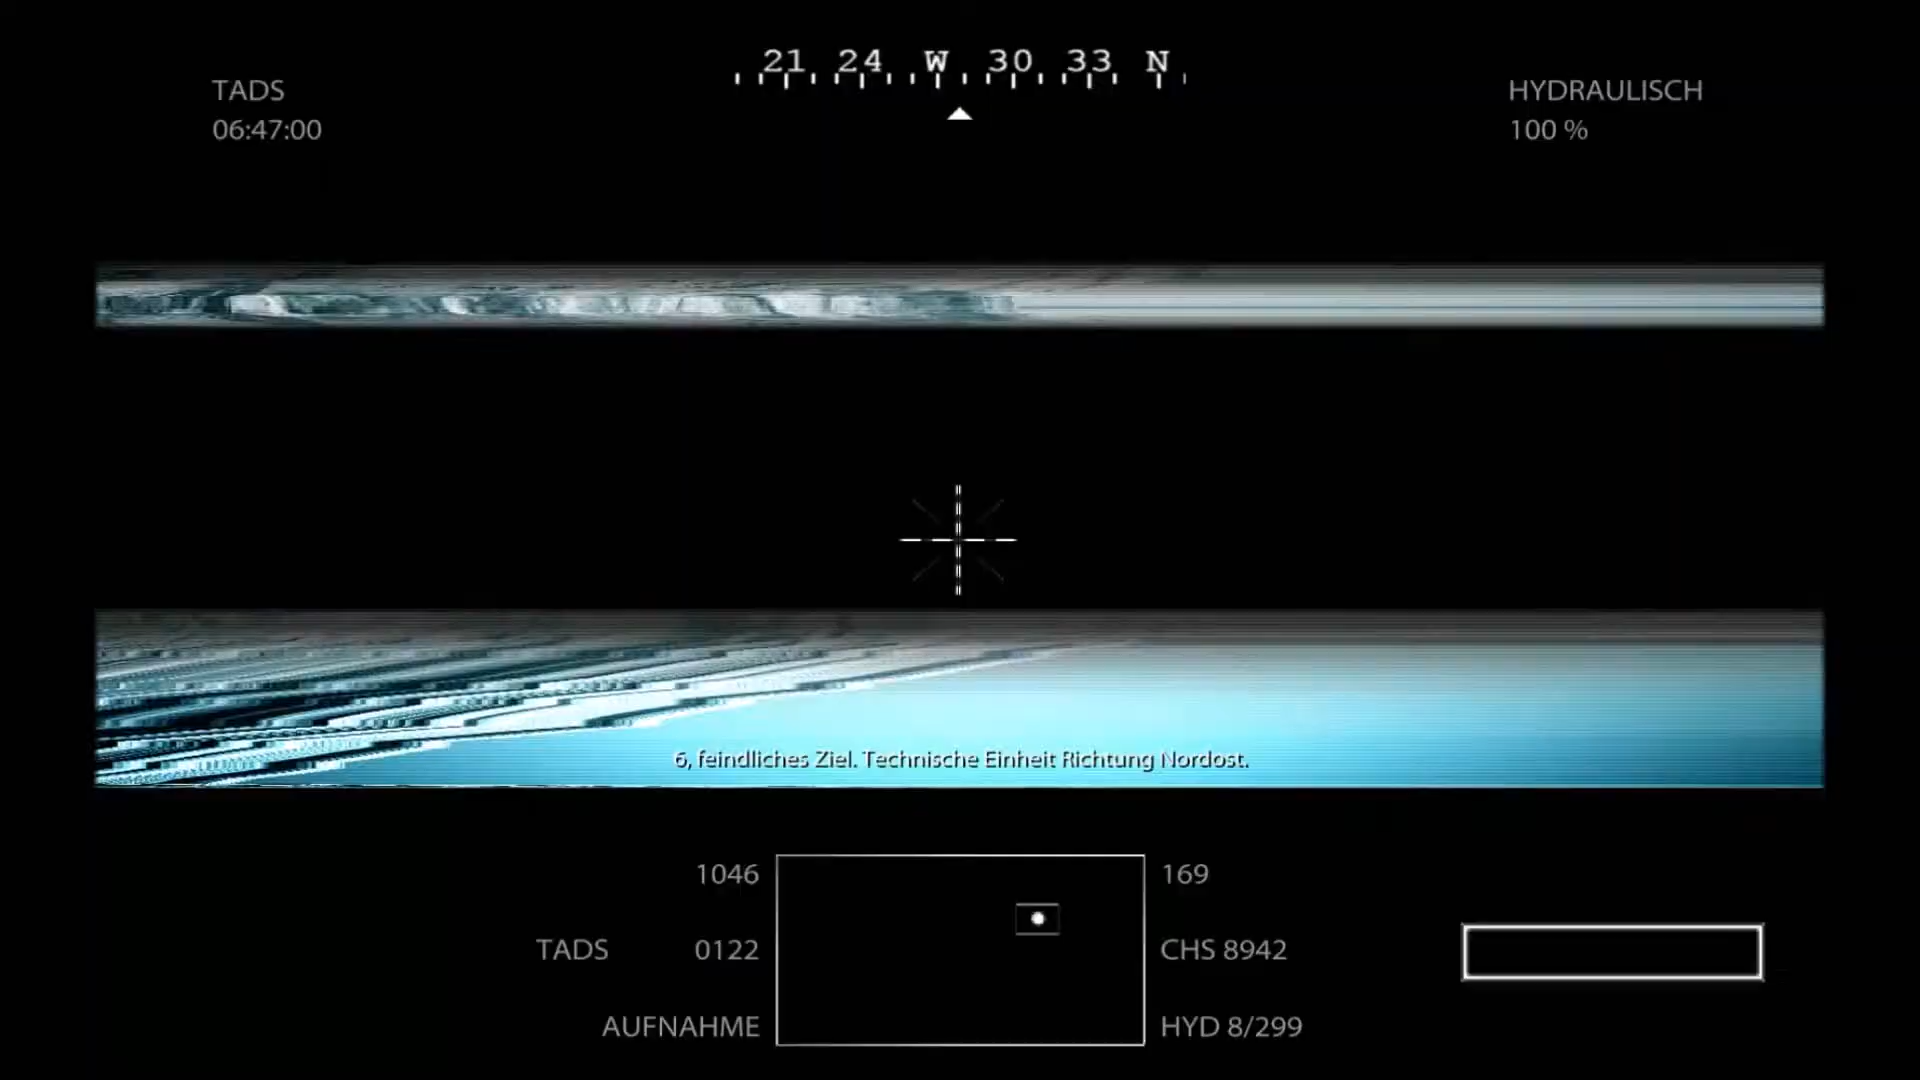 21 24 W 30 33 N
TADS
06:47:00
HYDRAULISCH
100 %
6, feindliches Ziel. Technische Einheit Richtung Nordost.
1046
169
TADS 0122
CHS 8942
AUFNAHME
HYD 8/299